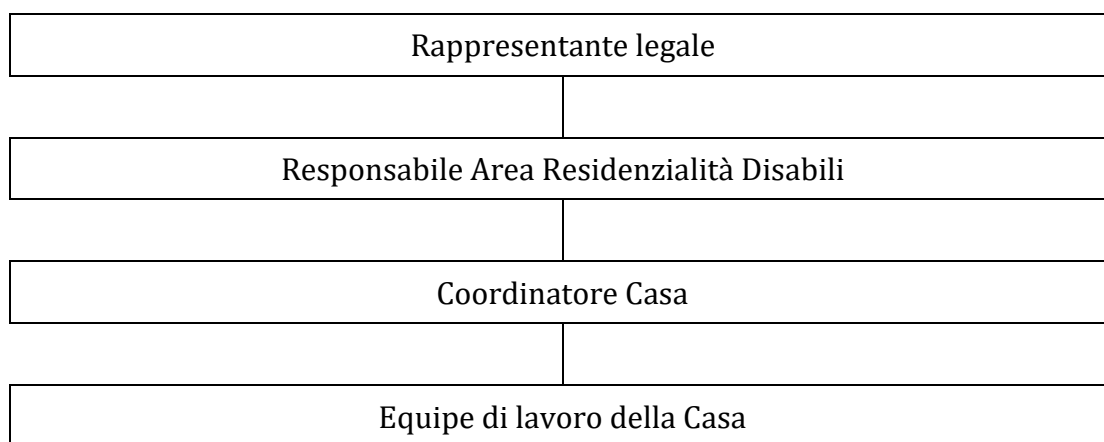 Rappresentante legale
Responsabile Area Residenzialità Disabili
Coordinatore Casa
Equipe di lavoro della Casa